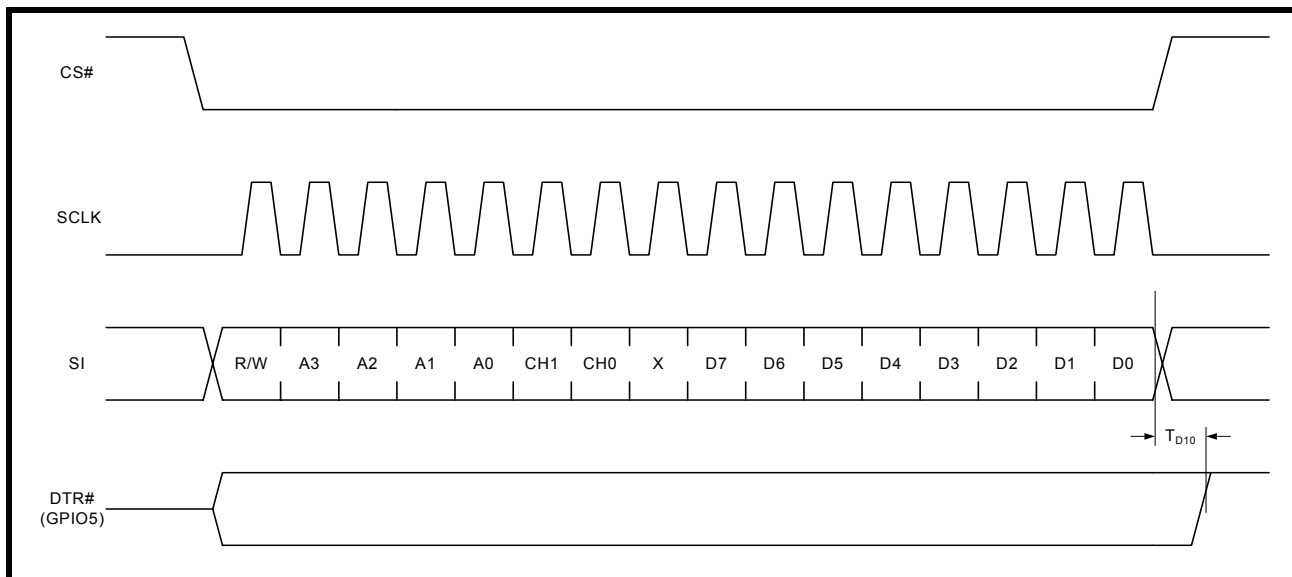 CS#
SCLK
SI
R/W A3 A2 A1 A0 CH1 CH0 X D7 D6 D5 D4 D3 D2 D1 D0
TD10
DTR#
(GPIO5)